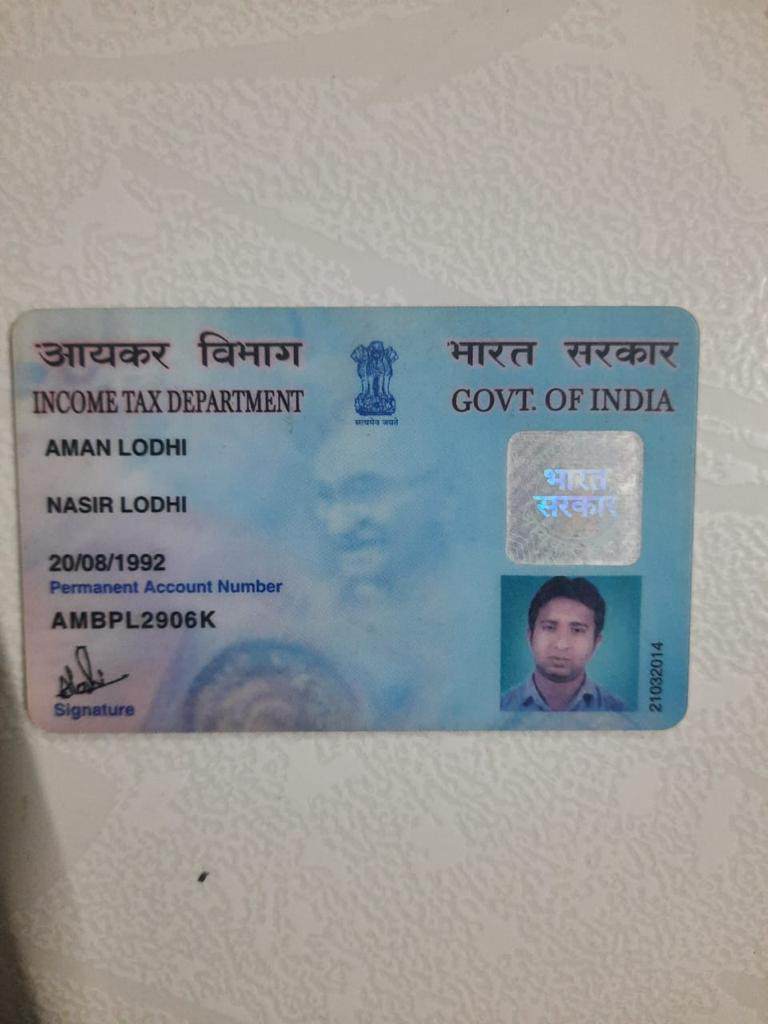 आयकर विभाग
INCOME TAX DEPARTMENT
सत्यमेव जयते
भारत सरकार
GOVT. OF INDIA
AMAN LODHI
NASIR LODHI
20/08/1992
Permanent Account Number
AMBPL2906K
Signature
भारत
सरकार
21032014